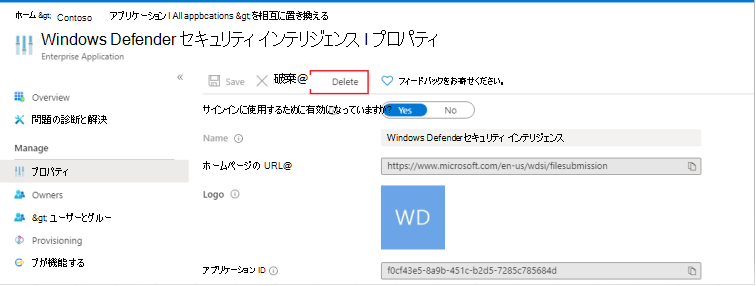 ホーム &gt; Contoso アプリケーション I All appbcations &gt を相互に置き換える
Windows Defender セキュリティ インテリジェンス I プロパティ
Enterprise Application
«
Save 破棄@ Delete フィードバックをお寄せください。
Overview
問題の診断と解決
Manage
プロパティ
Owners
&gt ユーザーとグルー
Provisioning
プが機能する
サインインに使用するために有効になっていますか? Yes No
Name Windows Defenderセキュリティ インテリジェンス
ホームページの URL@ https://www.microsoft.com/en-us/wdsi/filesubmission
Logo
WD
アプリケーション ID f0cf43e5-8a9b-451c-b2d5-7285c785684d